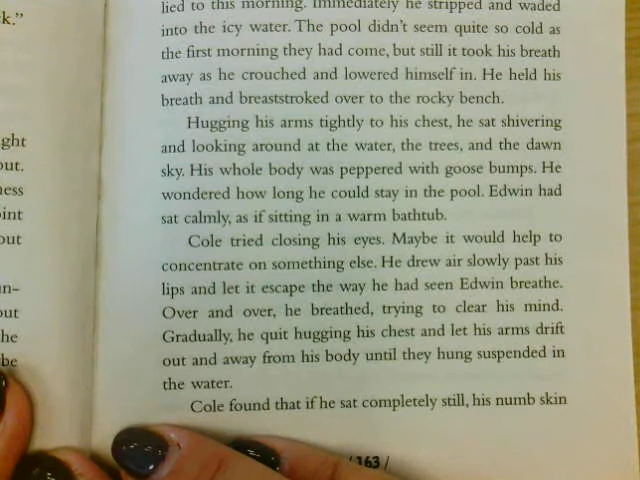 k."
ght
out.
ness
oint
out
un-
out
he
be
lied to this morning. Immediately he stripped and waded
into the icy water. The pool didn't seem quite so cold as
the first morning they had come, but still it took his breath
away as he crouched and lowered himself in. He held his
breath and breaststroked over to the rocky bench.
Hugging his arms tightly to his chest, he sat shivering
and looking around at the water, the trees, and the dawn
sky. His whole body was peppered with goose bumps. He
wondered how long he could stay in the pool. Edwin had
sat calmly, as if sitting in a warm bathtub.
Cole tried closing his eyes. Maybe it would help to
concentrate on something else. He drew air slowly past his
lips and let it escape the way he had seen Edwin breathe.
Over and over, he breathed, trying to clear his mind.
Gradually, he quit hugging his chest and let his arms drift
out and away from his body until they hung suspended in
the water.
Cole found that if he sat completely still, his numb skin
/ 163 /